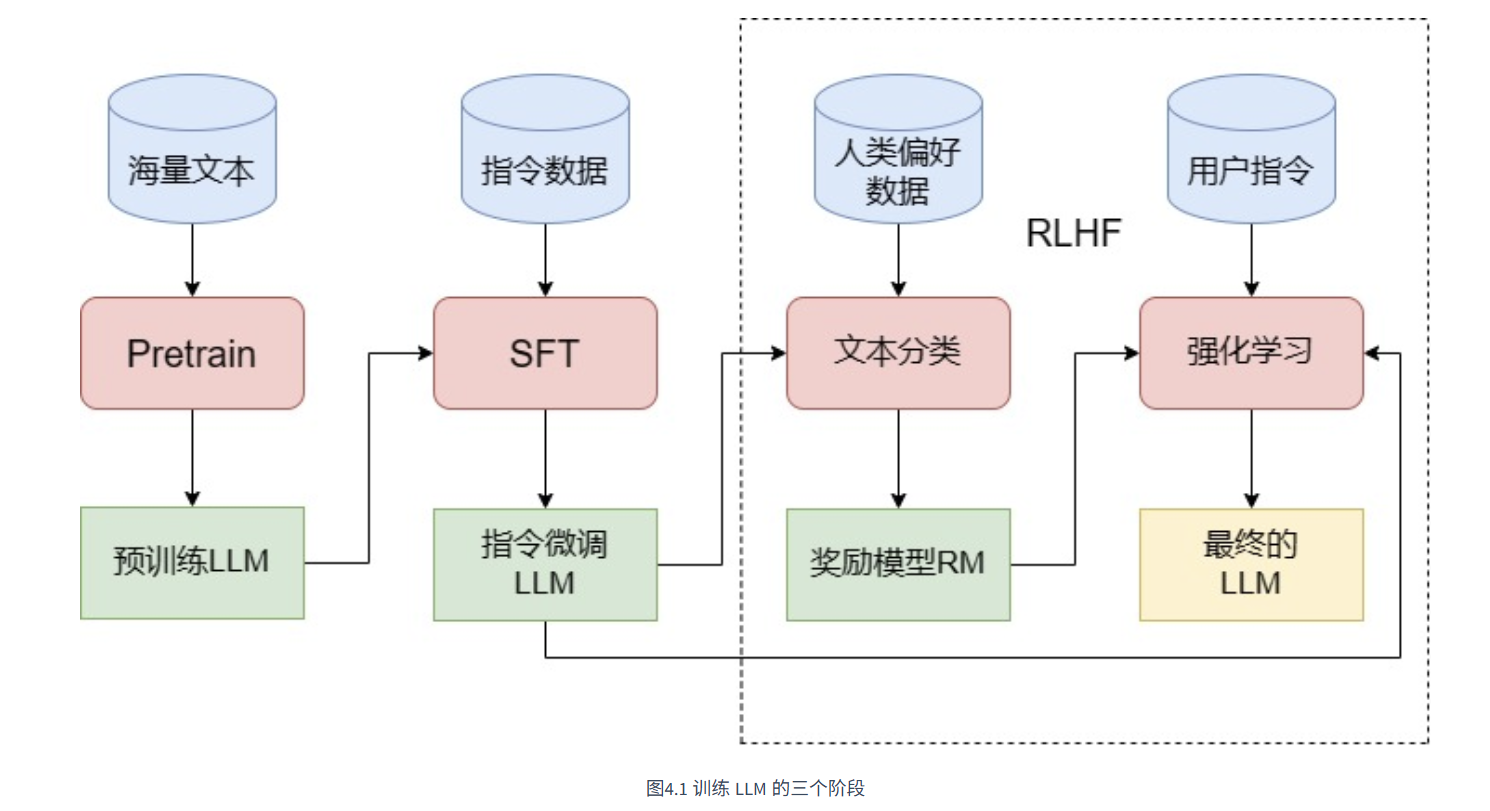 海量文本
指令数据
人类偏好
数据
用户指令
RLHF
Pretrain
SFT
文本分类
强化学习
预训练LLM
指令微调
LLM
奖励模型RM
最终的
LLM
图4.1 训练 LLM 的三个阶段